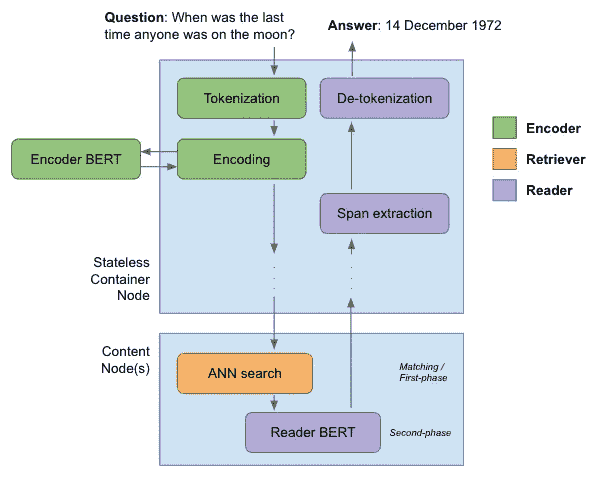 Question: When was the last
time anyone was on the moon?
Answer: 14 December 1972
Tokenization
De-tokenization
Encoder BERT
Encoding
Span extraction
Encoder
Retriever
Reader
Stateless
Container
Node
Content
Node(s)
ANN search
Matching /
First-phase
Reader BERT
Second-phase